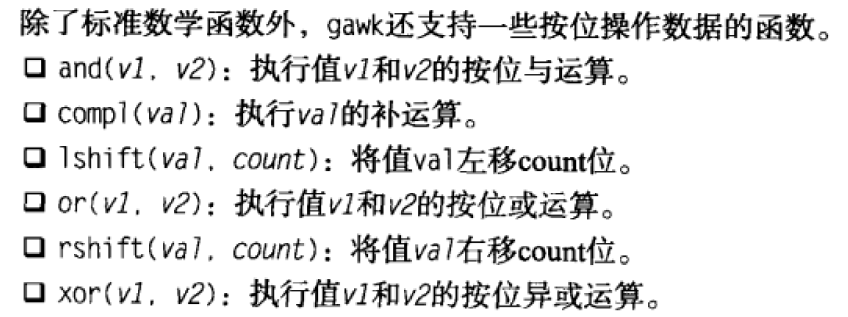 除了标准数学函数外，gawk还支持一些按位操作数据的函数。
❑ and(v1, v2)：执行值v1和v2的按位与运算。
❑ compl(val)：执行val的补运算。
❑ lshift(val, count)：将值val左移count位。
❑ or(v1, v2)：执行值v1和v2的按位或运算。
❑ rshift(val, count)：将值val右移count位。
❑ xor(v1, v2)：执行值v1和v2的按位异或运算。